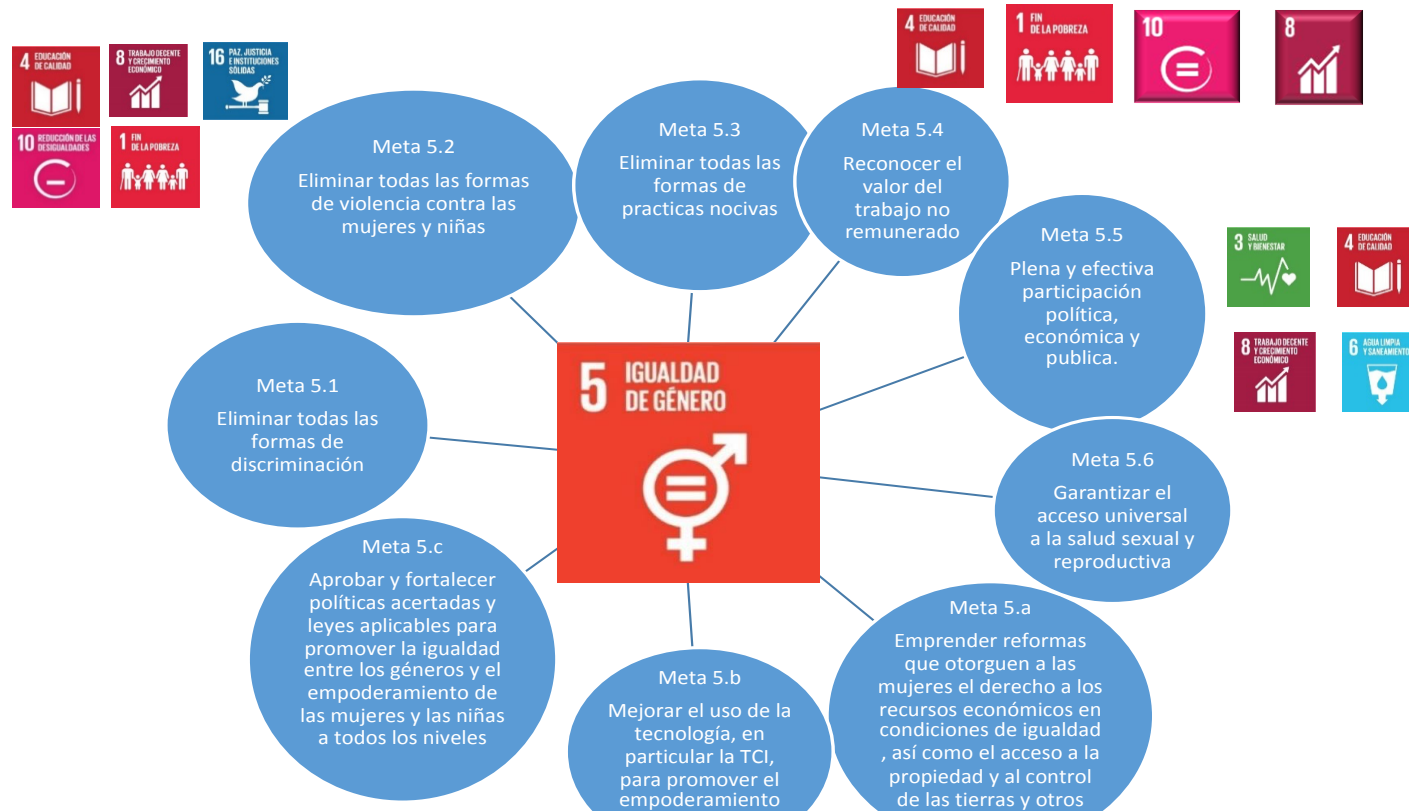 4 EDUCACIÓN
DE CALIDAD
8 TRABAJO DECENTE
Y CRECIMIENTO
ECONÓMICO
16 PAZ, JUSTICIA
E INSTITUCIONES
SÓLIDAS
10 REDUCCIÓN DE LAS
DESIGUALDADES
1 FIN
DE LA POBREZA
4 EDUCACIÓN
DE CALIDAD
1 FIN
DE LA POBREZA
10
8
Meta 5.2
Eliminar todas las formas
de violencia contra las
mujeres y niñas
Meta 5.3
Eliminar todas las
formas de
practicas nocivas
Meta 5.4
Reconocer el
valor del
trabajo no
remunerado
Meta 5.5
Plena y efectiva
participación
política,
económica y
publica.
3 SALUD
Y BIENESTAR
4 EDUCACIÓN
DE CALIDAD
8 TRABAJO DECENTE
Y CRECIMIENTO
ECONÓMICO
6 AGUA LIMPIA
Y SANEAMIENTO
5 IGUALDAD
DE GÉNERO
Meta 5.1
Eliminar todas las
formas de
discriminación
Meta 5.6
Garantizar el
acceso universal
a la salud sexual y
reproductiva
Meta 5.c
Aprobar y fortalecer
políticas acertadas y
leyes aplicables para
promover la igualdad
entre los géneros y el
empoderamiento de
las mujeres y las niñas
a todos los niveles
Meta 5.b
Mejorar el uso de la
tecnología, en
particular la TCI,
para promover el
empoderamiento
Meta 5.a
Emprender reformas
que otorguen a las
mujeres el derecho a los
recursos económicos en
condiciones de igualdad
, así como el acceso a la
propiedad y al control
de las tierras y otros